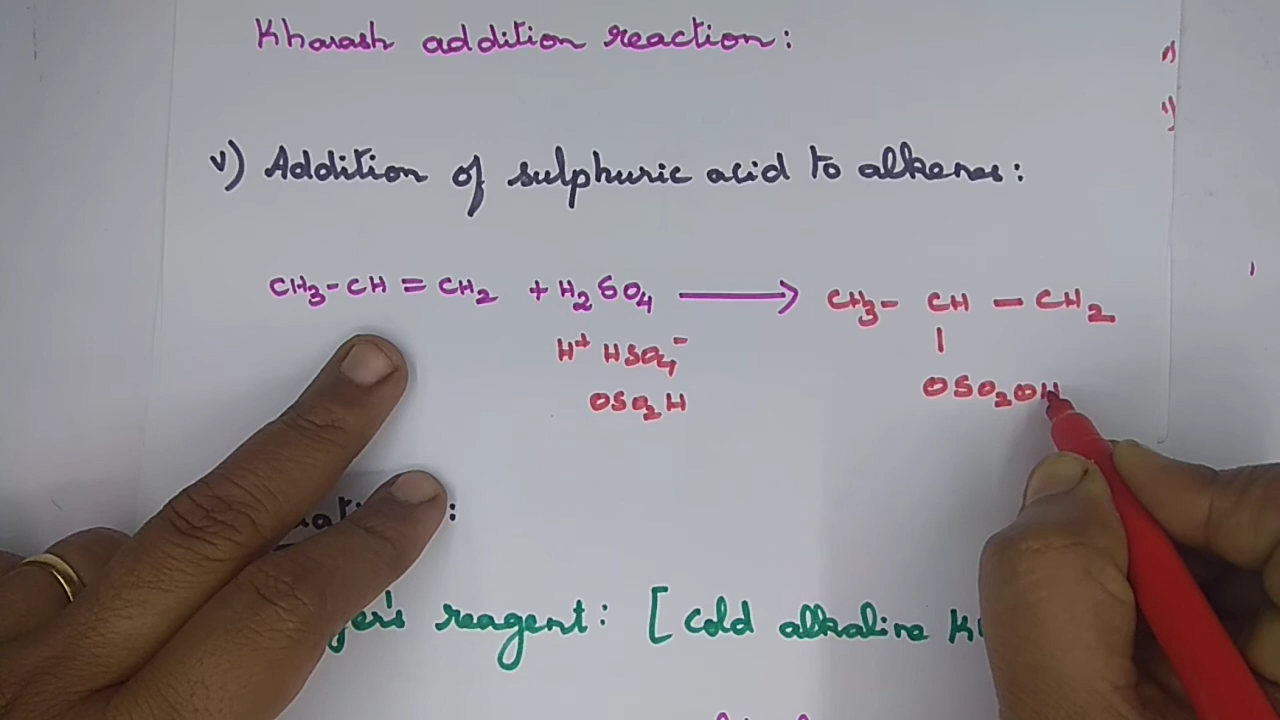 Kharash addition reaction:
v) Addition of sulphuric acid to alkenes:
CH3-CH=CH2 + H2SO4 ⟶ CH3- CH - CH2
|
H+ HSO4-
OSO2OH
OSO2H
reagent: [cold alkaline